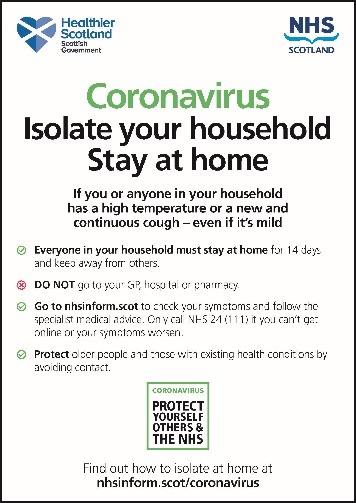 Healthier
Scotland
Scottish
Government
NHS
SCOTLAND
Coronavirus
Isolate your household
Stay at home
If you or anyone in your household
has a high temperature or a new and
continuous cough – even if it's mild
Everyone in your household must stay at home for 14 days
and keep away from others.
DO NOT go to your GP, hospital or pharmacy.
Go to nhsinform.scot to check your symptoms and follow the
specialist medical advice. Only call NHS 24 (111) if you can't get
online or your symptoms worsen.
Protect older people and those with existing health conditions by
avoiding contact.
CORONAVIRUS
PROTECT
YOURSELF
OTHERS &
THE NHS
Find out how to isolate at home at
nhsinform.scot/coronavirus